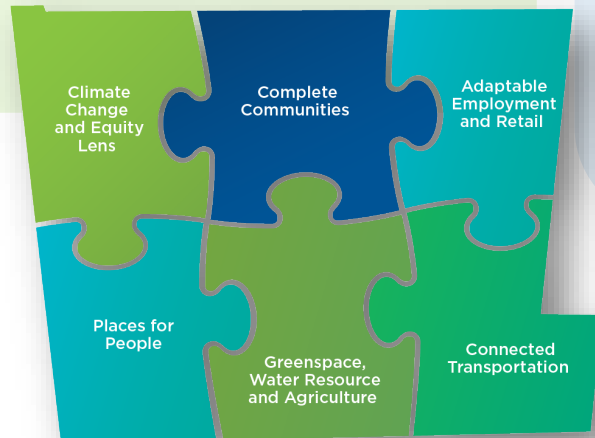 Climate
Change
and Equity
Lens
Complete
Communities
Adaptable
Employment
and Retail
Places for
People
Greenspace,
Water Resource
and Agriculture
Connected
Transportation